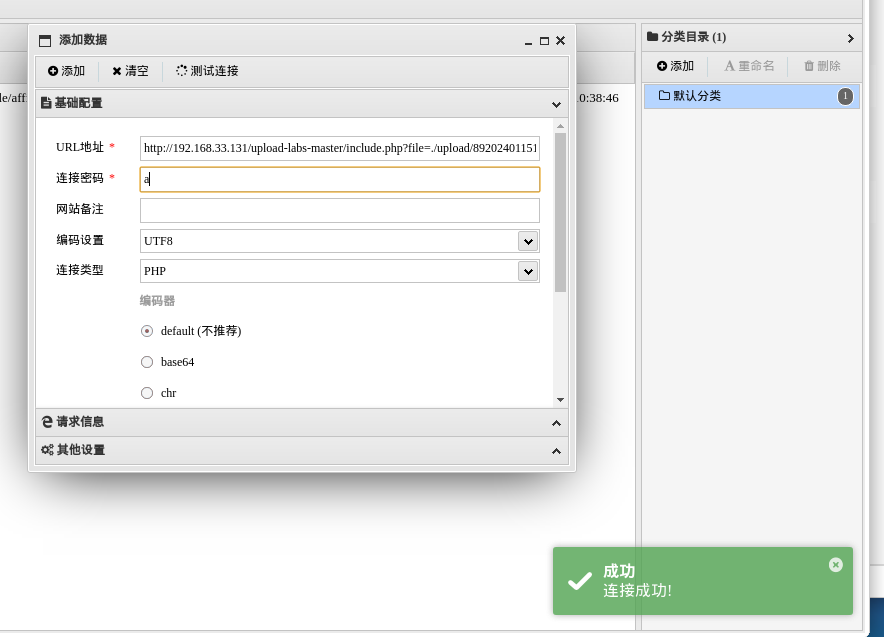 添加数据
添加 清空 测试连接
基础配置
URL地址 *
http://192.168.33.131/upload-labs-master/include.php?file=./upload/89202401151
连接密码 *
a
网站备注
编码设置
UTF8
连接类型
PHP
编码器
default (不推荐)
base64
chr
请求信息
其他设置
le/aff
0:38:46
分类目录 (1)
添加 重命名 删除
默认分类 1
成功
连接成功!